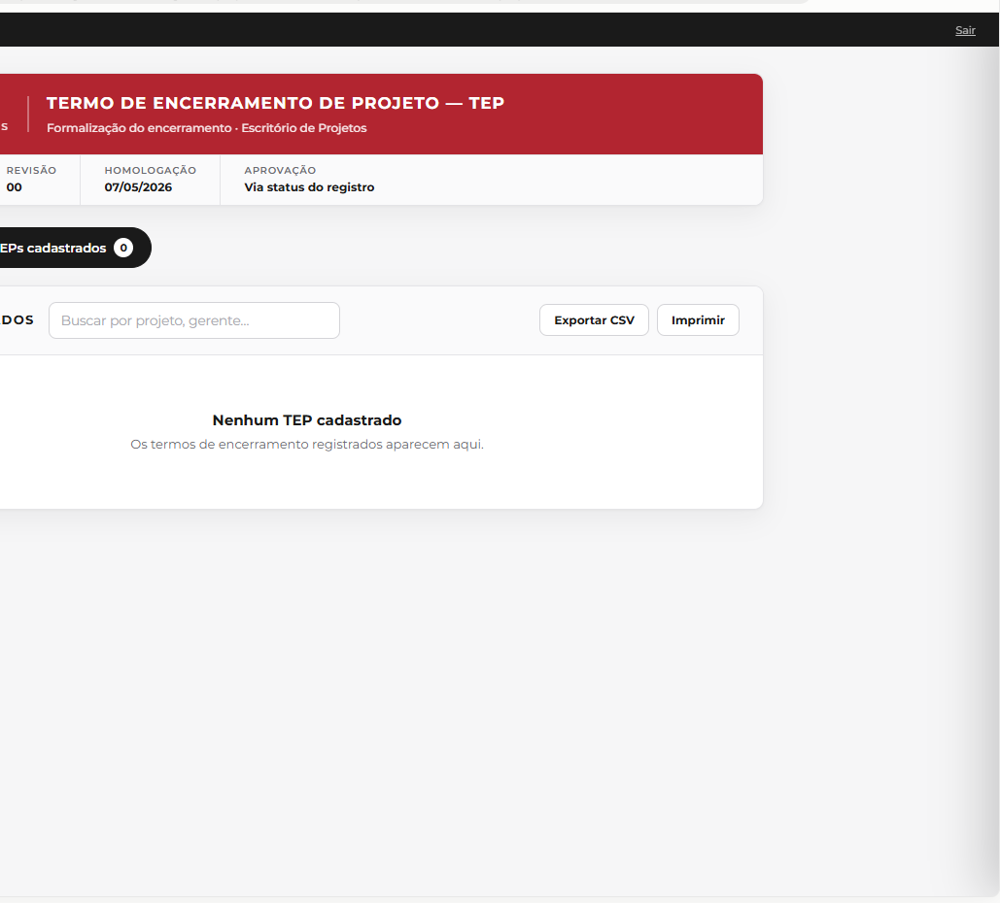 Sair
TERMO DE ENCERRAMENTO DE PROJETO — TEP
S
Formalização do encerramento · Escritório de Projetos
REVISÃO
00
HOMOLOGAÇÃO
07/05/2026
APROVAÇÃO
Via status do registro
EPs cadastrados 0
DOS
Buscar por projeto, gerente...
Exportar CSV
Imprimir
Nenhum TEP cadastrado
Os termos de encerramento registrados aparecem aqui.